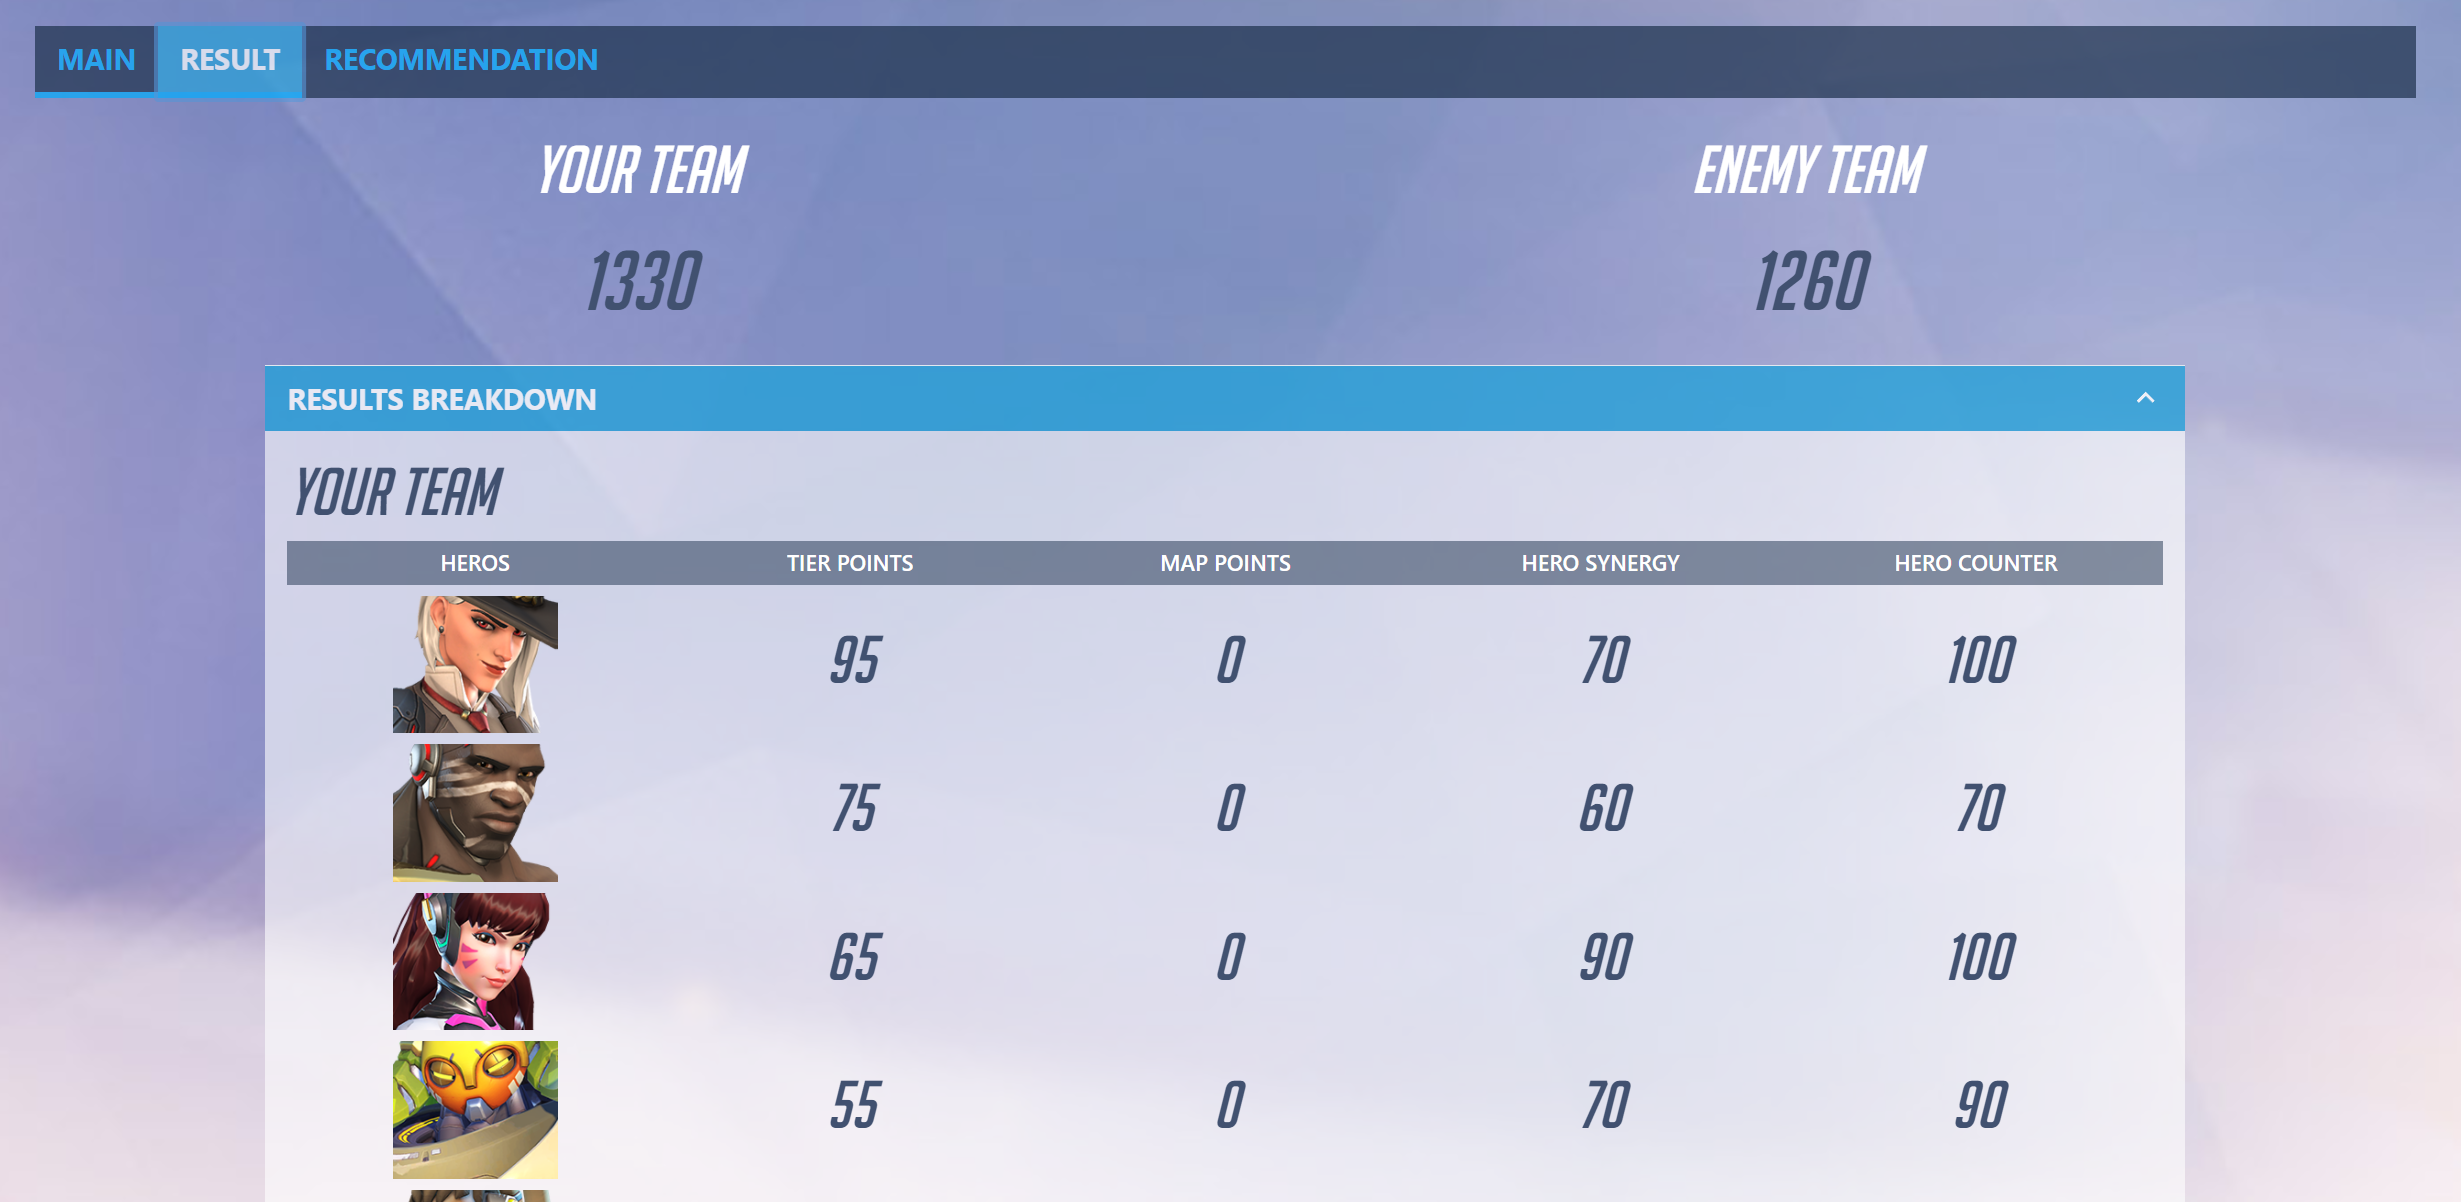 MAIN RESULT RECOMMENDATION
YOUR TEAM ENEMY TEAM
1330 1260
RESULTS BREAKDOWN
YOUR TEAM
HEROS TIER POINTS MAP POINTS HERO SYNERGY HERO COUNTER
95 0 70 100
75 0 60 70
65 0 90 100
55 0 70 90